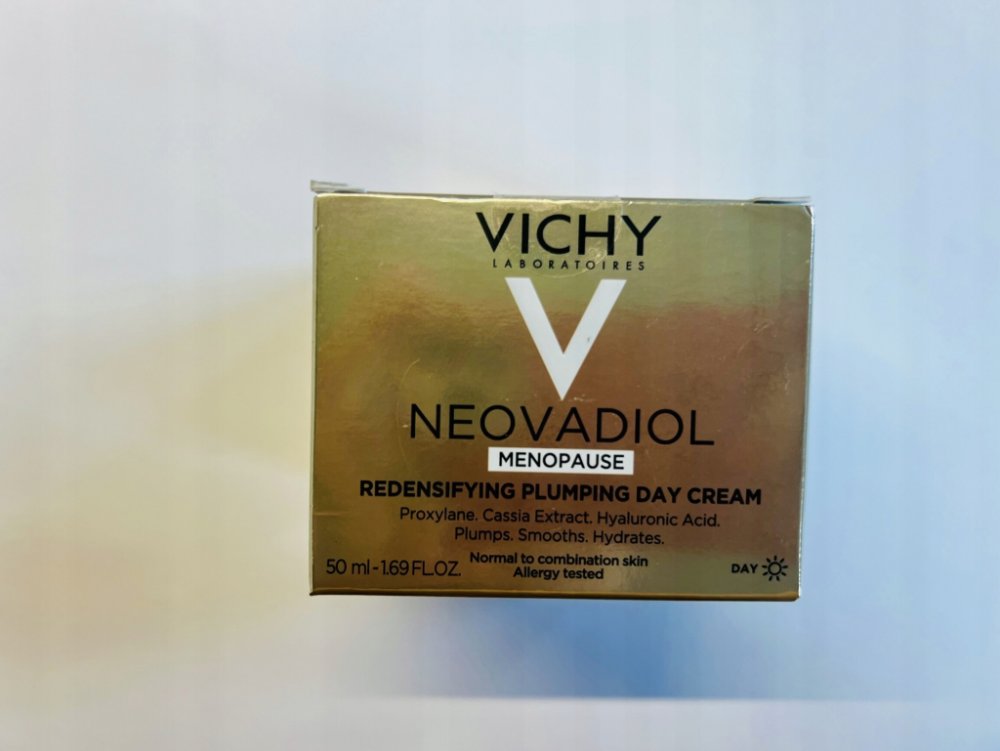 VICHY
LABORATOIRES
V
NEOVADIOL
MENOPAUSE
REDENSIFYING PLUMPING DAY CREAM
Proxylane. Cassia Extract. Hyaluronic Acid.
Plumps. Smooths. Hydrates.
Normal to combination skin
Allergy tested
50 ml - 1.69 FL.OZ.
DAY